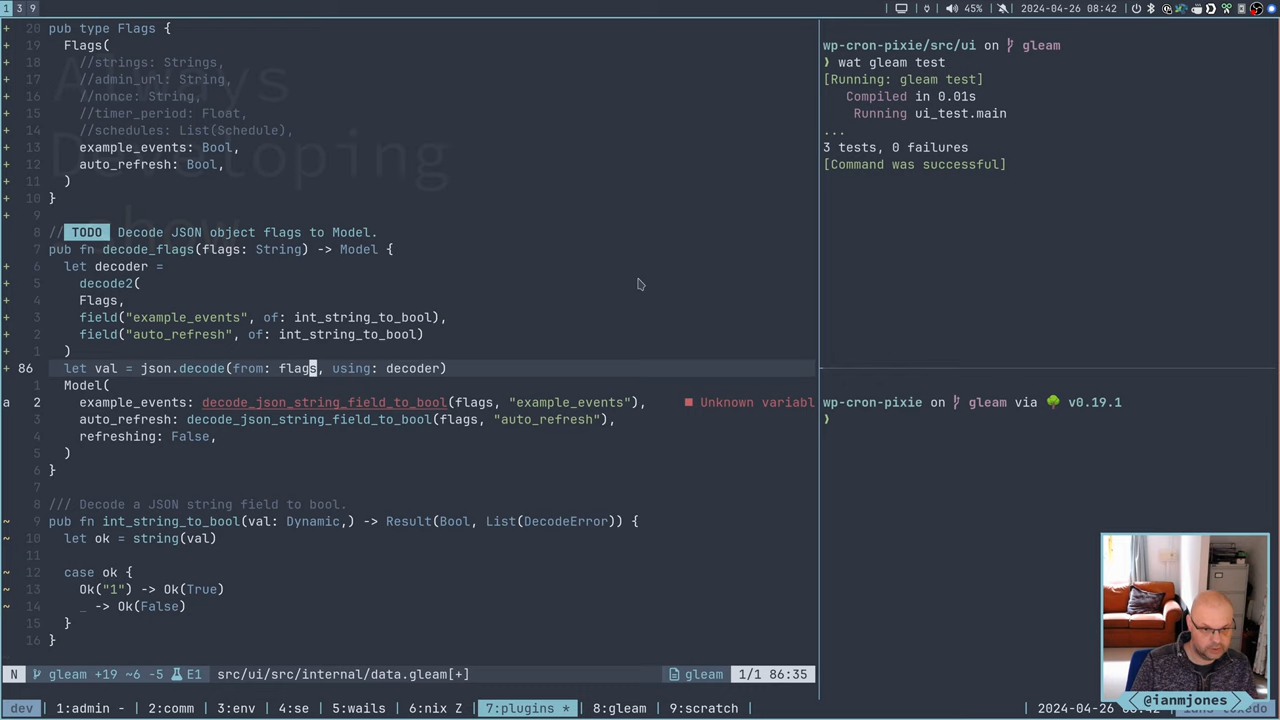 1 3 9
45%
2024-04-26 08:42
+ 20 pub type Flags {
+ 19 Flags(
+ 18 //strings: Strings,
+ 17 //admin_url: String,
+ 16 //nonce: String,
+ 15 //timer_period: Float,
+ 14 //schedules: List(Schedule),
+ 13 example_events: Bool,
+ 12 auto_refresh: Bool,
+ 11 )
+ 10 }
+ 9
8 // TODO Decode JSON object flags to Model.
7 pub fn decode_flags(flags: String) -> Model {
+ 6 let decoder =
+ 5 decode2(
+ 4 Flags,
+ 3 field("example_events", of: int_string_to_bool),
+ 2 field("auto_refresh", of: int_string_to_bool)
+ 1 )
+ 86 let val = json.decode(from: flags, using: decoder)
1 Model(
a 2 example_events: decode_json_string_field_to_bool(flags, "example_events"), ■ Unknown variabl
3 auto_refresh: decode_json_string_field_to_bool(flags, "auto_refresh"),
4 refreshing: False,
5 )
6 }
7
8 /// Decode a JSON string field to bool.
~ 9 pub fn int_string_to_bool(val: Dynamic,) -> Result(Bool, List(DecodeError)) {
~ 10 let ok = string(val)
11
~ 12 case ok {
~ 13 Ok("1") -> Ok(True)
~ 14 _ -> Ok(False)
15 }
16 }
Always
Developing
show
N gleam +19 ~6 -5 E1 src/ui/src/internal/data.gleam[+] gleam 1/1 86:35
wp-cron-pixie/src/ui on gleam
❯ wat gleam test
[Running: gleam test]
Compiled in 0.01s
Running ui_test.main
...
3 tests, 0 failures
[Command was successful]
wp-cron-pixie on gleam via v0.19.1
❯
dev 1:admin - 2:comm 3:env 4:se 5:wails 6:nix Z 7:plugins * 8:gleam 9:scratch
2024-04-26 08:42
@ianmjones